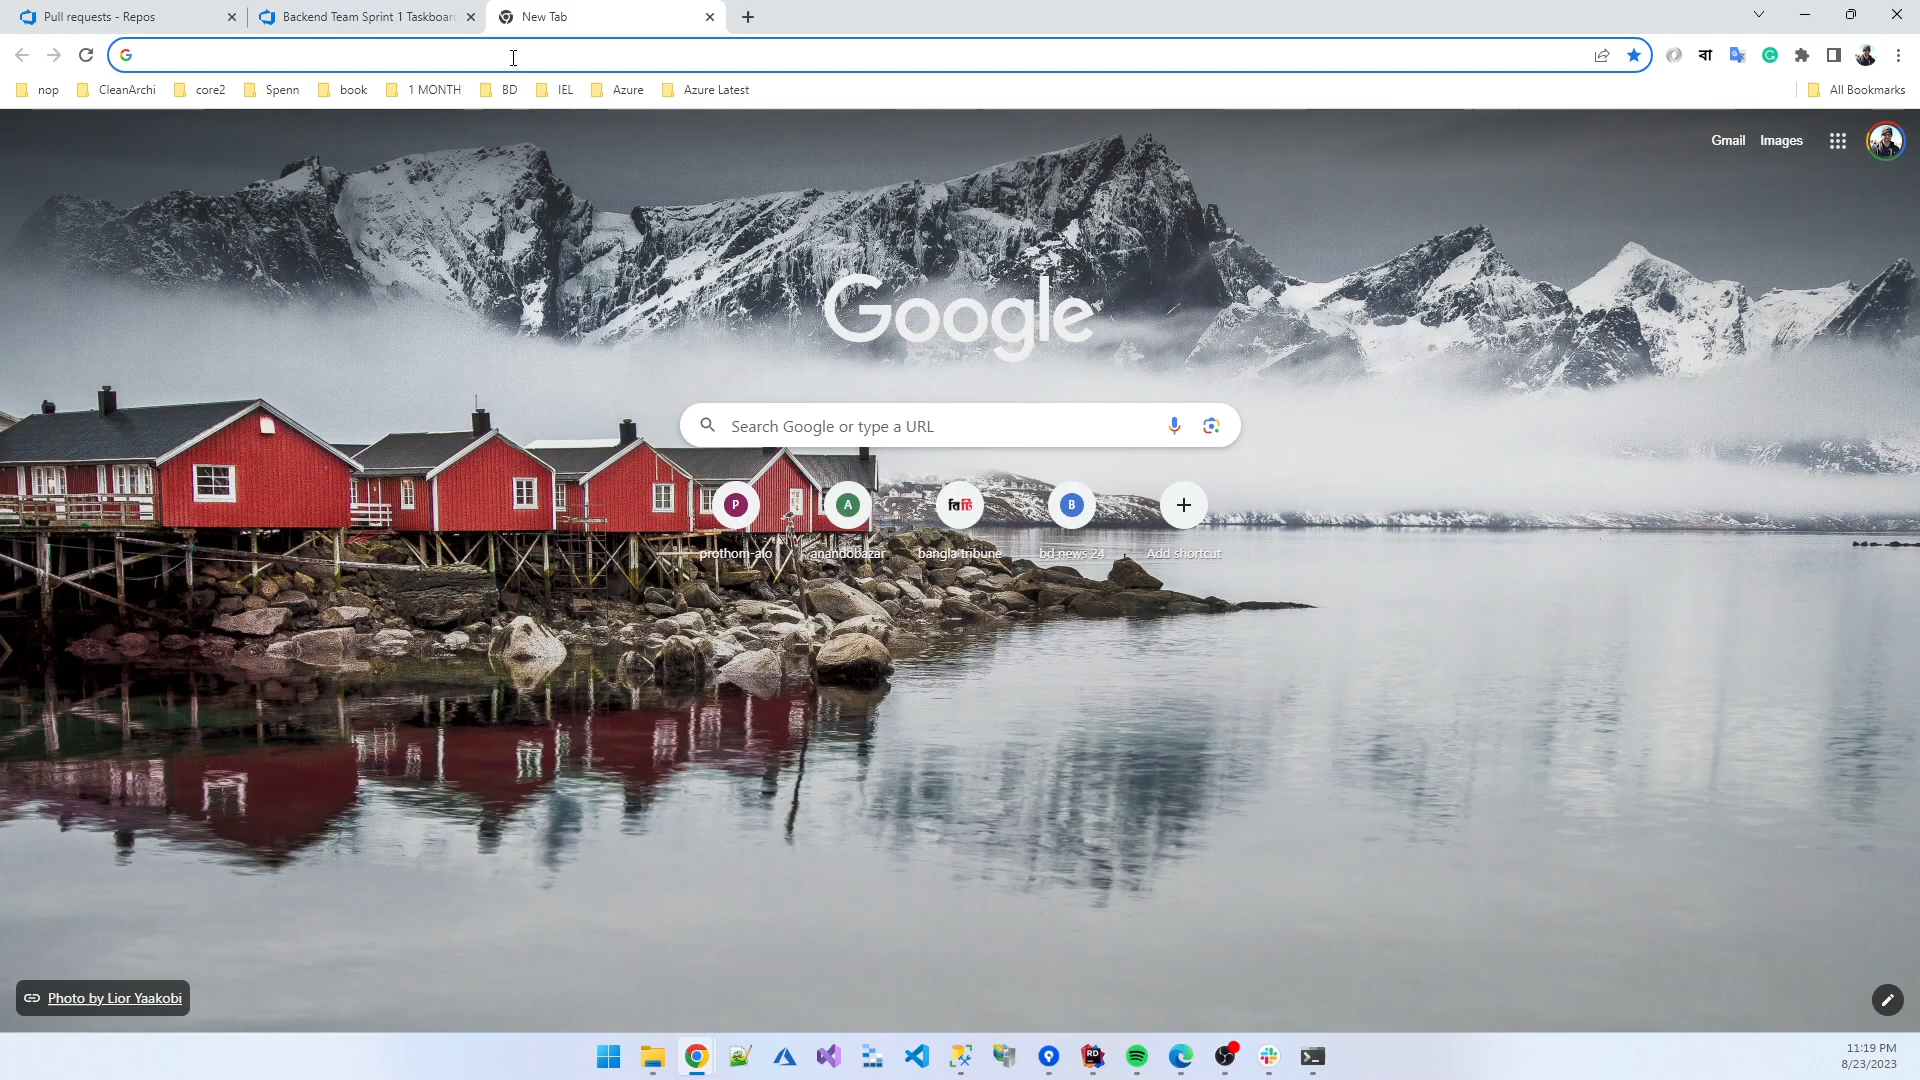 Pull requests - Repos
Backend Team Sprint 1 Taskboard
New Tab
বা
nop
CleanArchi
core2
Spenn
book
1 MONTH
BD
IEL
Azure
Azure Latest
All Bookmarks
Gmail
Images
Google
Search Google or type a URL
P
A
বিটি
B
prothom-alo
anandobazar
bangla tribune
bd news 24
Add shortcut
Photo by Lior Yaakobi
RD
11:19 PM
8/23/2023